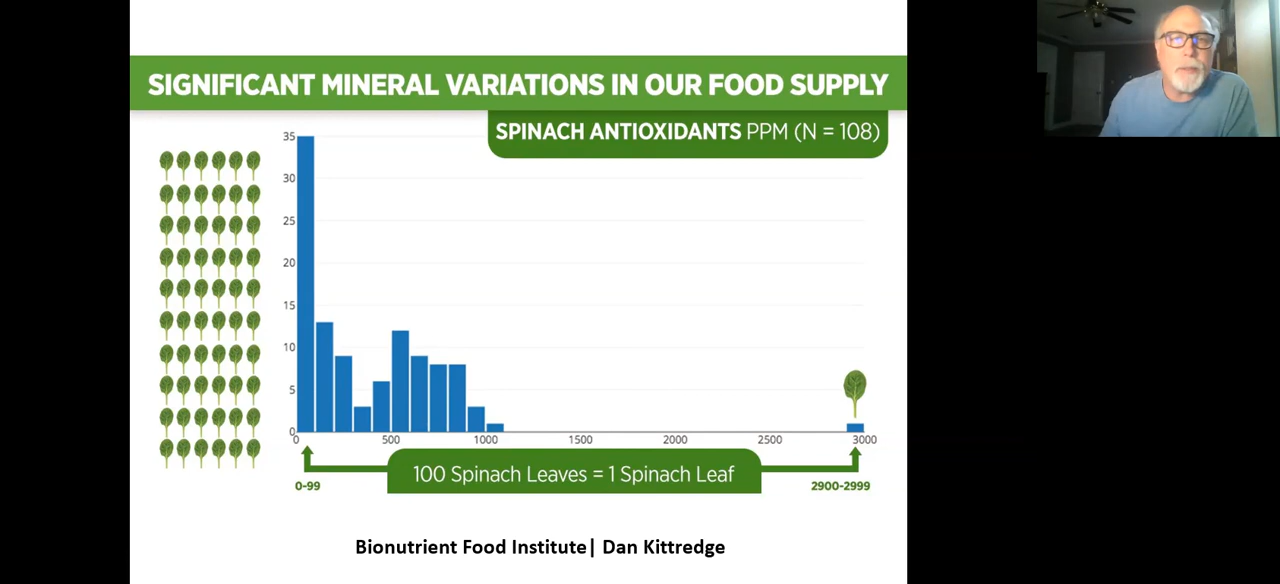 SIGNIFICANT MINERAL VARIATIONS IN OUR FOOD SUPPLY
SPINACH ANTIOXIDANTS PPM (N = 108)
35
30
25
20
15
10
5
0
0 500 1000 1500 2000 2500 3000
100 Spinach Leaves = 1 Spinach Leaf
0-99 2900-2999
Bionutrient Food Institute| Dan Kittredge